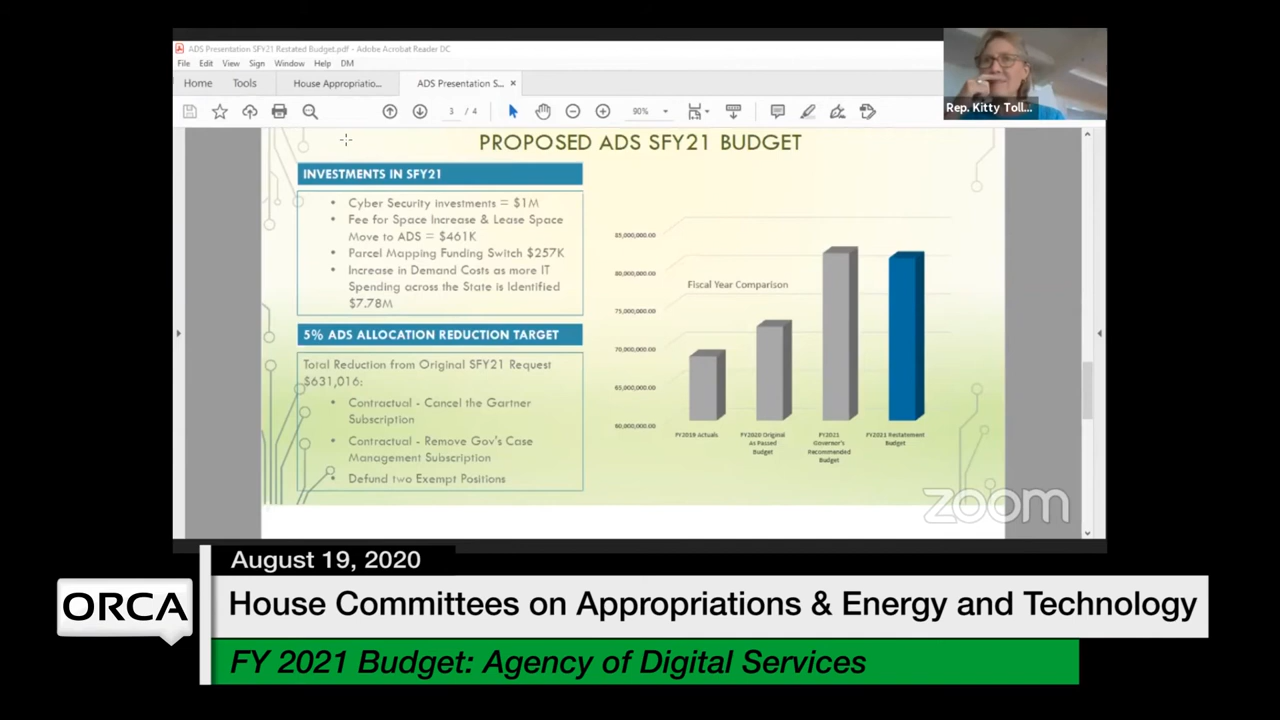 ADS Presentation SFY21 Restated Budget.pdf - Adobe Acrobat Reader DC
File Edit View Sign Window Help DM
Home Tools House Appropriatio... ADS Presentation S... ×
3 / 4 90%
Rep. Kitty Toll...
PROPOSED ADS SFY21 BUDGET
INVESTMENTS IN SFY21
• Cyber Security investments = $1M
• Fee for Space Increase & Lease Space
Move to ADS = $461K
• Parcel Mapping Funding Switch $257K
• Increase in Demand Costs as more IT
Spending across the State is Identified
$7.78M
5% ADS ALLOCATION REDUCTION TARGET
Total Reduction from Original SFY21 Request
$631,016:
• Contractual - Cancel the Gartner
Subscription
• Contractual - Remove Gov's Case
Management Subscription
• Defund two Exempt Positions
Fiscal Year Comparison
85,000,000.00
80,000,000.00
75,000,000.00
70,000,000.00
65,000,000.00
60,000,000.00
FY2019 Actuals
FY2020 Original
As Passed
Budget
FY2021
Governor's
Recommended
Budget
FY2021 Restatement
Budget
zoom
August 19, 2020
ORCA
House Committees on Appropriations & Energy and Technology
FY 2021 Budget: Agency of Digital Services